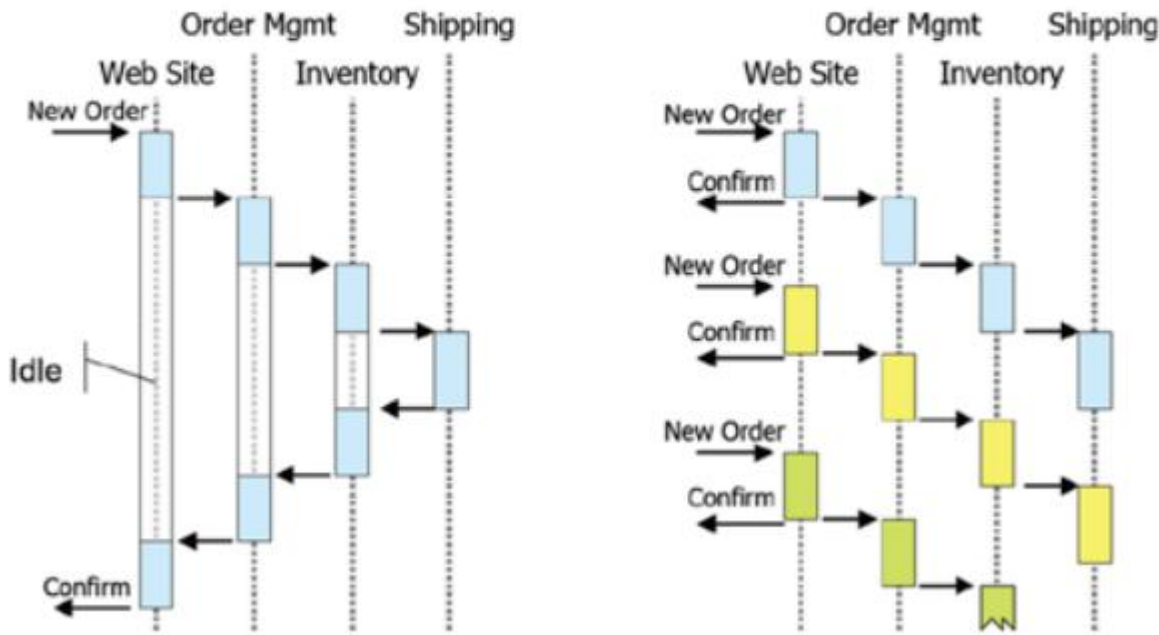 Order Mgmt Shipping
Web Site Inventory
New Order
Idle
Confirm
Order Mgmt Shipping
Web Site Inventory
New Order
Confirm
New Order
Confirm
New Order
Confirm